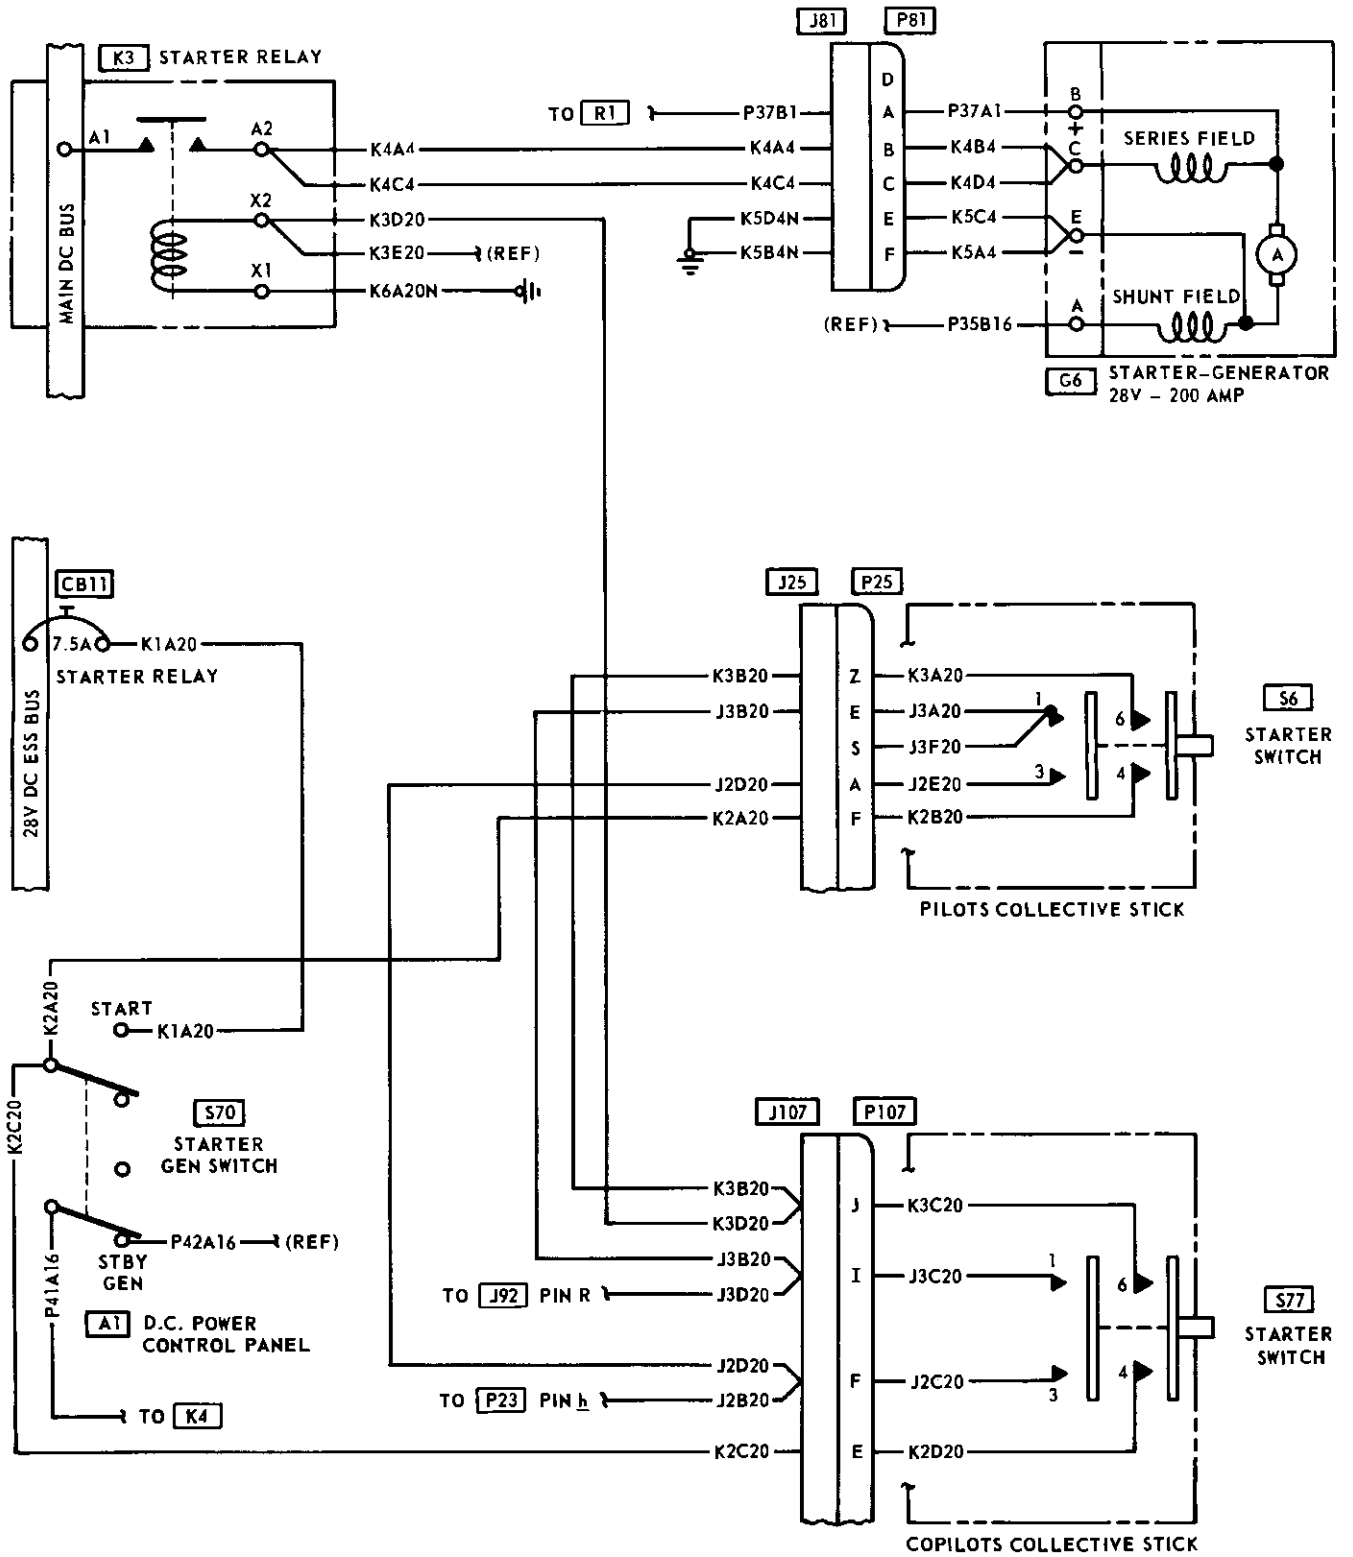 J81 P81
K3 STARTER RELAY
MAIN DC BUS
A1
A2
X2
X1
K4A4
K4C4
K3D20
K3E20 (REF)
K6A20N
TO R1 P37B1
K4A4
K4C4
K5D4N
K5B4N
D
A
B
C
E
F
P37A1
K4B4
K4D4
K5C4
K5A4
(REF) P35B16
B
+
C
E
−
A
SERIES FIELD
SHUNT FIELD
A
G6 STARTER-GENERATOR
28V – 200 AMP
28V DC ESS BUS
CB11
7.5A K1A20
STARTER RELAY
J25 P25
K3B20 Z K3A20
J3B20 E J3A20
S J3F20
J2D20 A J2E20
K2A20 F K2B20
1
6
3
4
S6
STARTER
SWITCH
PILOTS COLLECTIVE STICK
K2A20
START
K1A20
K2C20
S70
STARTER
GEN SWITCH
P42A16 (REF)
STBY
GEN
P41A16
A1 D.C. POWER
CONTROL PANEL
TO K4
J107 P107
K3B20
J K3C20
K3D20
J3B20
I J3C20
TO J92 PIN R J3D20
J2D20
F J2C20
TO P23 PIN h J2B20
K2C20 E K2D20
1
6
4
3
S77
STARTER
SWITCH
COPILOTS COLLECTIVE STICK